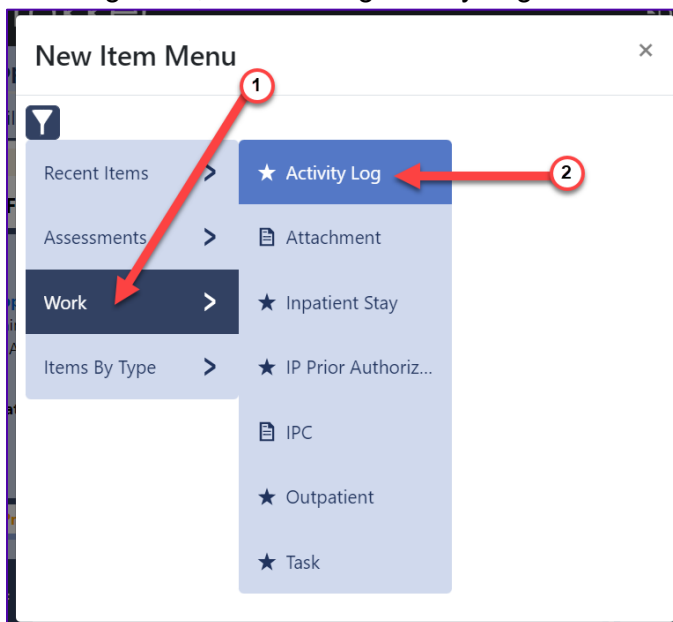 New Item Menu
×
1
Recent Items >
Assessments >
Work >
Items By Type >
Activity Log
2
Attachment
Inpatient Stay
IP Prior Authoriz...
IPC
Outpatient
Task